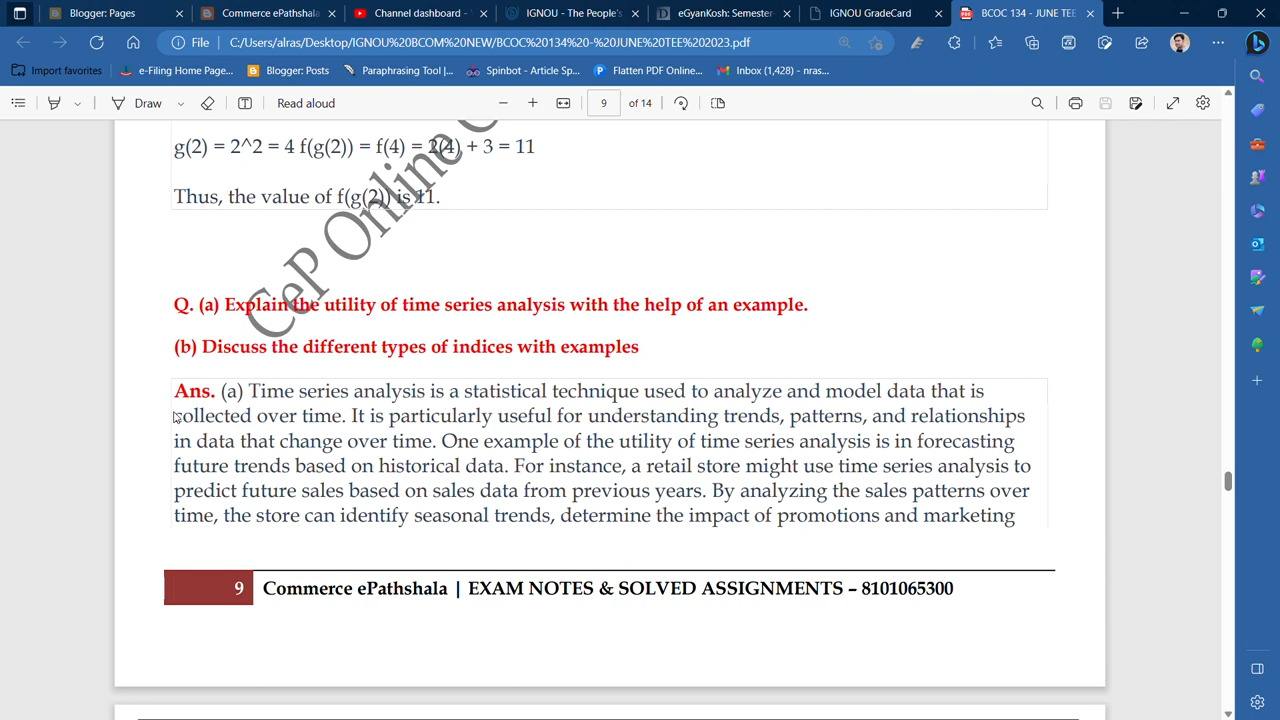 Blogger: Pages
Commerce ePathshala
Channel dashboard -
IGNOU - The People's
eGyanKosh: Semester-
IGNOU GradeCard
BCOC 134 - JUNE TEE
File
C:/Users/alras/Desktop/IGNOU%20BCOM%20NEW/BCOC%20134%20-%20JUNE%20TEE%202023.pdf
Import favorites
e-Filing Home Page...
Blogger: Posts
Paraphrasing Tool |...
Spinbot - Article Sp...
Flatten PDF Online...
Inbox (1,428) - nras...
Draw
Read aloud
9
of 14
g(2) = 2^2 = 4 f(g(2)) = f(4) = 2(4) + 3 = 11
Thus, the value of f(g(2)) is 11.
CeP Online
Q. (a) Explain the utility of time series analysis with the help of an example.
(b) Discuss the different types of indices with examples
Ans. (a) Time series analysis is a statistical technique used to analyze and model data that is
collected over time. It is particularly useful for understanding trends, patterns, and relationships
in data that change over time. One example of the utility of time series analysis is in forecasting
future trends based on historical data. For instance, a retail store might use time series analysis to
predict future sales based on sales data from previous years. By analyzing the sales patterns over
time, the store can identify seasonal trends, determine the impact of promotions and marketing
9 Commerce ePathshala | EXAM NOTES & SOLVED ASSIGNMENTS – 8101065300